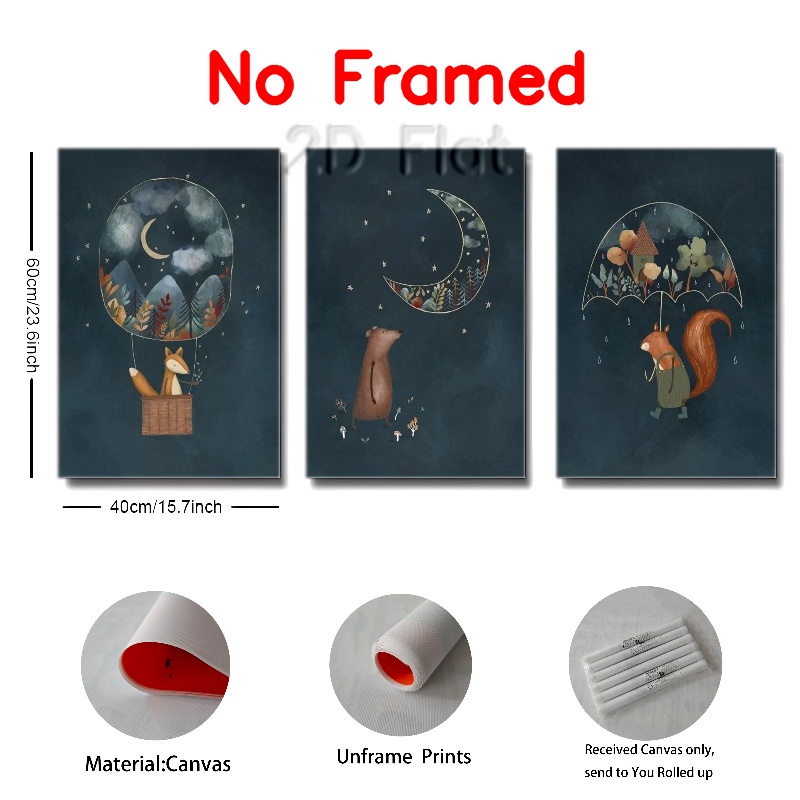 No Framed
2D Flat
60cm/23.6inch
40cm/15.7inch
Material:Canvas
Unframe Prints
Received Canvas only,
send to You Rolled up